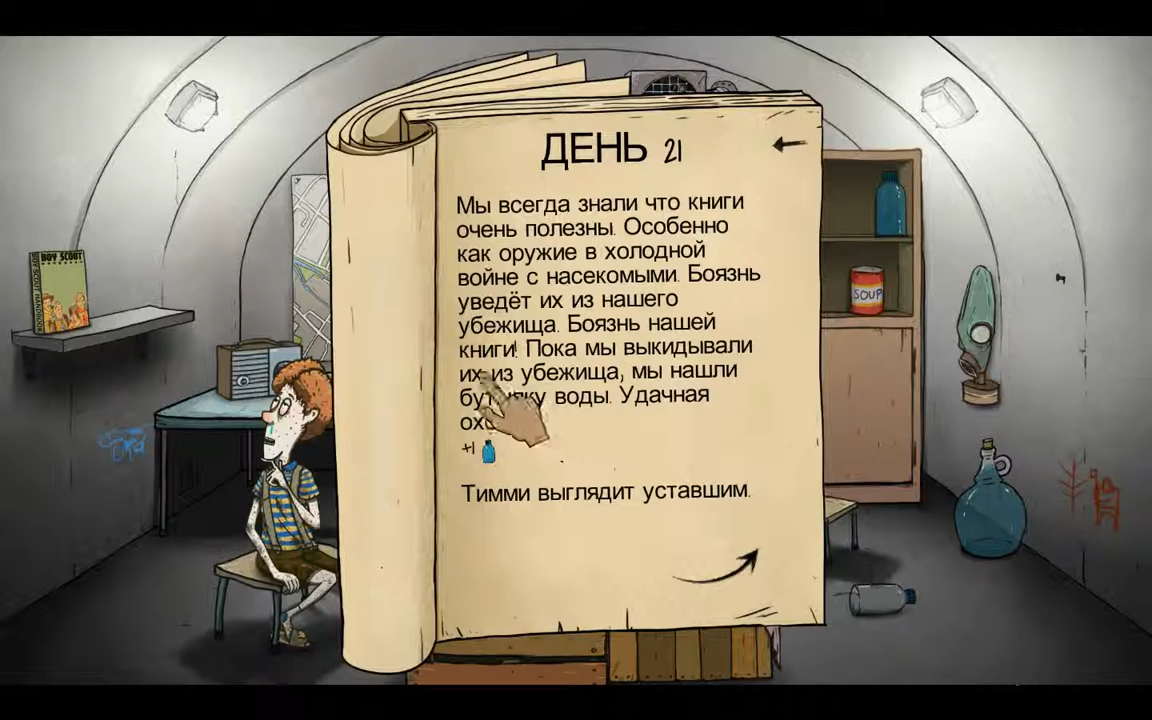 ДЕНЬ 21
Мы всегда знали что книги
очень полезны. Особенно
как оружие в холодной
войне с насекомыми. Боязнь
уведёт их из нашего
убежища. Боязнь нашей
книги! Пока мы выкидывали
их из убежища, мы нашли
воды. Удачная
+1
Тимми выглядит уставшим.
BOY SCOUT
SOUP